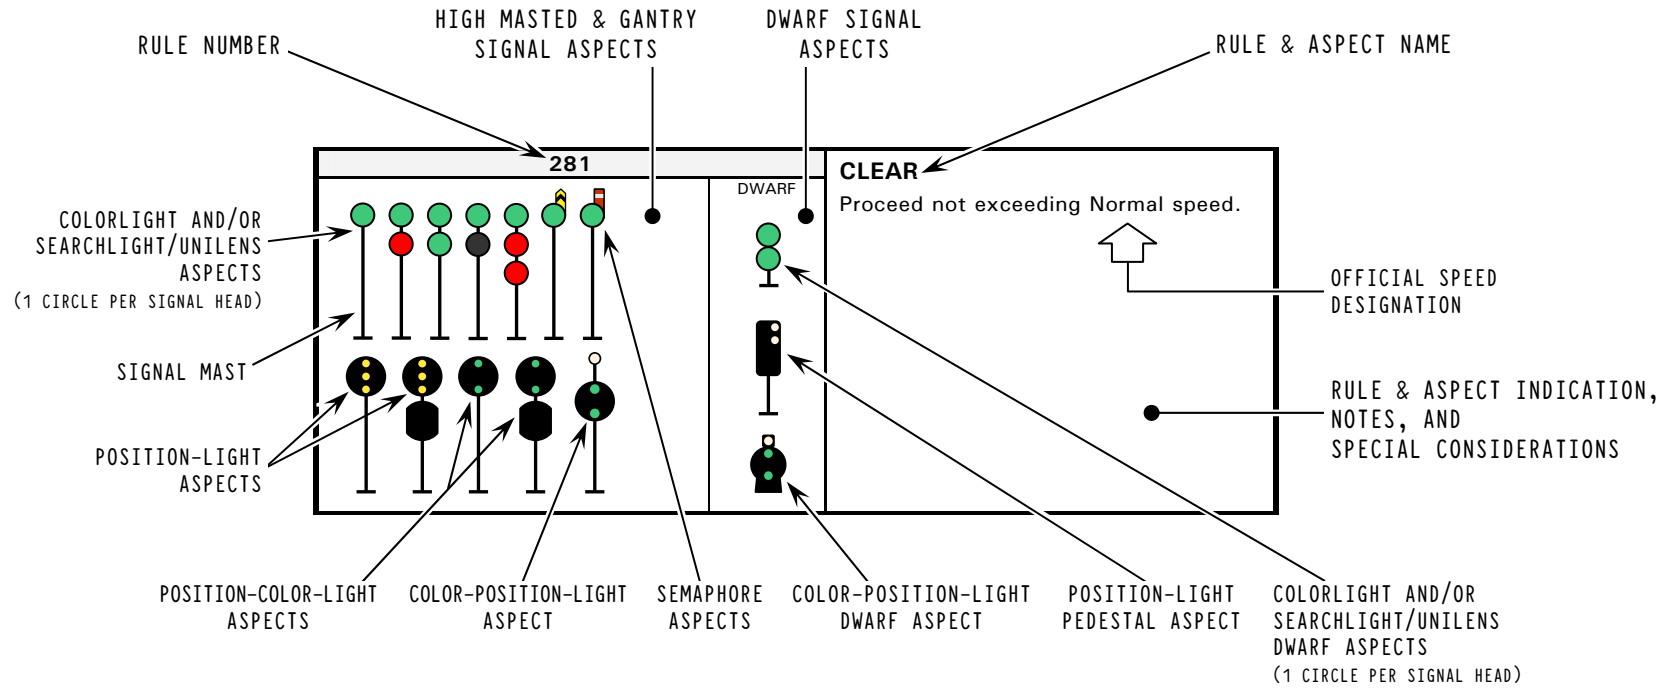 HIGH MASTED & GANTRY
SIGNAL ASPECTS
DWARF SIGNAL
ASPECTS
RULE NUMBER
RULE & ASPECT NAME
281
CLEAR
DWARF
Proceed not exceeding Normal speed.
COLORLIGHT AND/OR
SEARCHLIGHT/UNILENS
ASPECTS
(1 CIRCLE PER SIGNAL HEAD)
OFFICIAL SPEED
DESIGNATION
SIGNAL MAST
RULE & ASPECT INDICATION,
NOTES, AND
SPECIAL CONSIDERATIONS
POSITION-LIGHT
ASPECTS
POSITION-COLOR-LIGHT
ASPECTS
COLOR-POSITION-LIGHT
ASPECT
SEMAPHORE
ASPECTS
COLOR-POSITION-LIGHT
DWARF ASPECT
POSITION-LIGHT
PEDESTAL ASPECT
COLORLIGHT AND/OR
SEARCHLIGHT/UNILENS
DWARF ASPECTS
(1 CIRCLE PER SIGNAL HEAD)